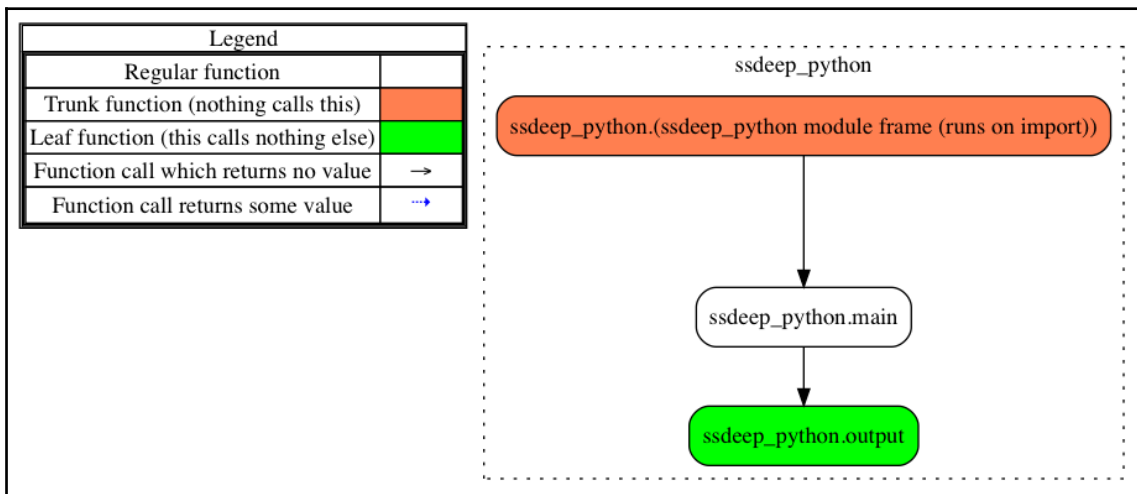 Legend
Regular function
Trunk function (nothing calls this)
Leaf function (this calls nothing else)
Function call which returns no value →
Function call returns some value ⇢
ssdeep_python
ssdeep_python.(ssdeep_python module frame (runs on import))
ssdeep_python.main
ssdeep_python.output